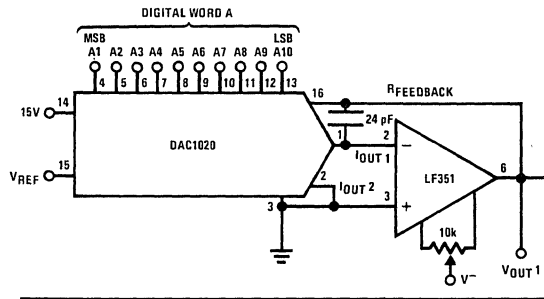 DIGITAL WORD A
MSB LSB
A1 A2 A3 A4 A5 A6 A7 A8 A9 A10
4 5 6 7 8 9 10 11 12 13
16 RFEEDBACK
15V 14
24 pF
DAC1020
1 IOUT 1 2 −
LF351 6
VREF 15
2 IOUT 2
3 3 +
10k
V− VOUT 1